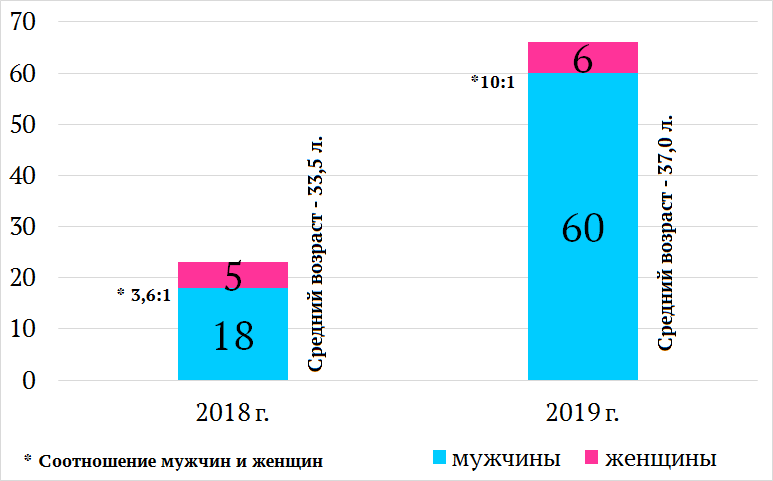 70
60
50
40
30
20
10
0
* 3,6:1
5
18
Средний возраст - 33,5 л.
*10:1
6
60
Средний возраст - 37,0 л.
2018 г.
2019 г.
* Соотношение мужчин и женщин
мужчины
женщины